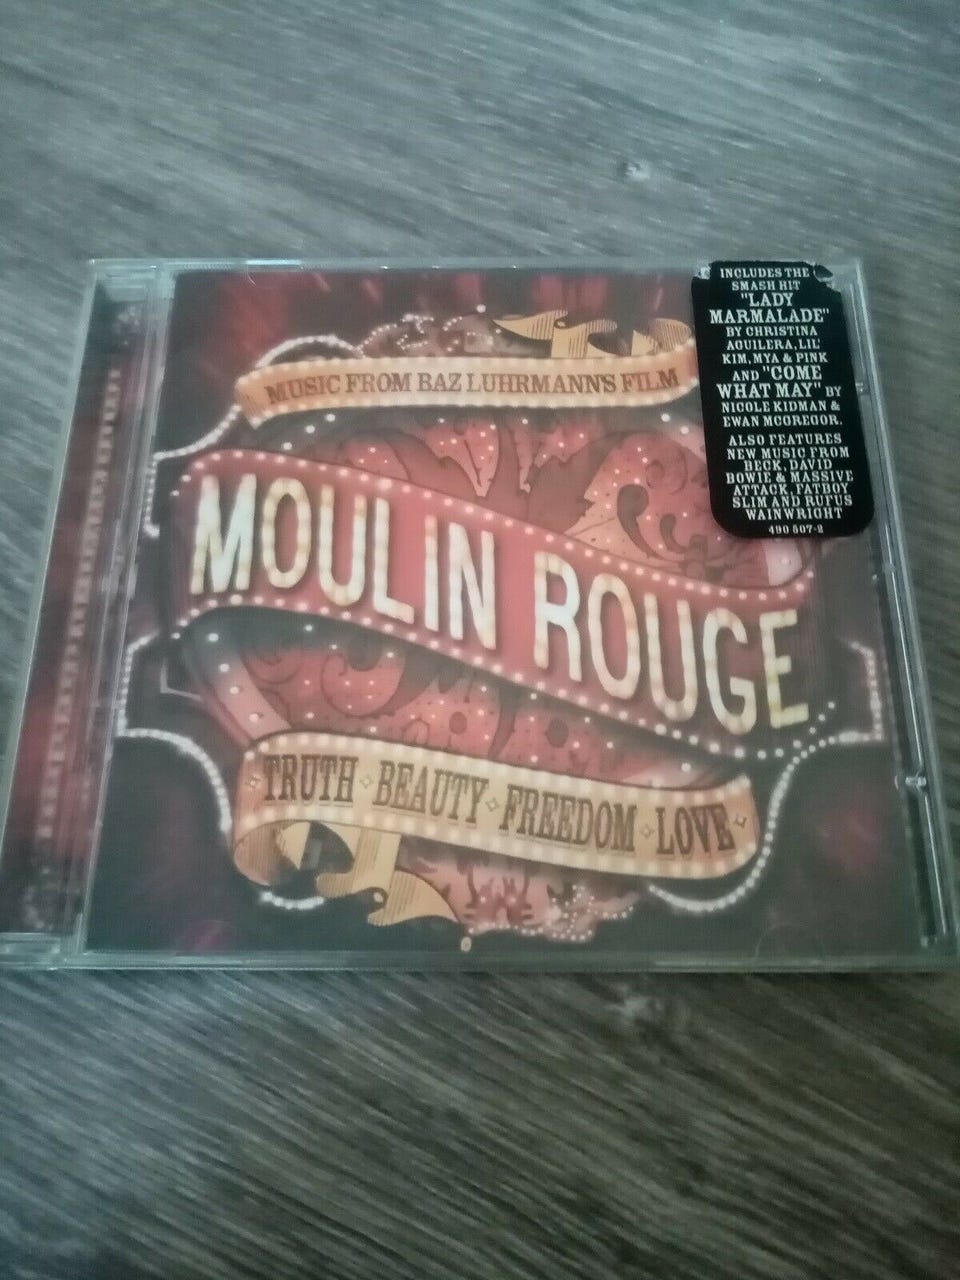 MUSIC FROM BAZ LUHRMANN'S FILM
MOULIN ROUGE
TRUTH BEAUTY FREEDOM LOVE
INCLUDES THE
SMASH HIT
"LADY
MARMALADE"
BY CHRISTINA
AGUILERA, LIL'
KIM, MYA & PINK
AND "COME
WHAT MAY" BY
NICOLE KIDMAN &
EWAN MCGREGOR.
ALSO FEATURES
NEW MUSIC FROM
BECK, DAVID
BOWIE & MASSIVE
ATTACK, FATBOY
SLIM AND RUFUS
WAINWRIGHT
490 507-2